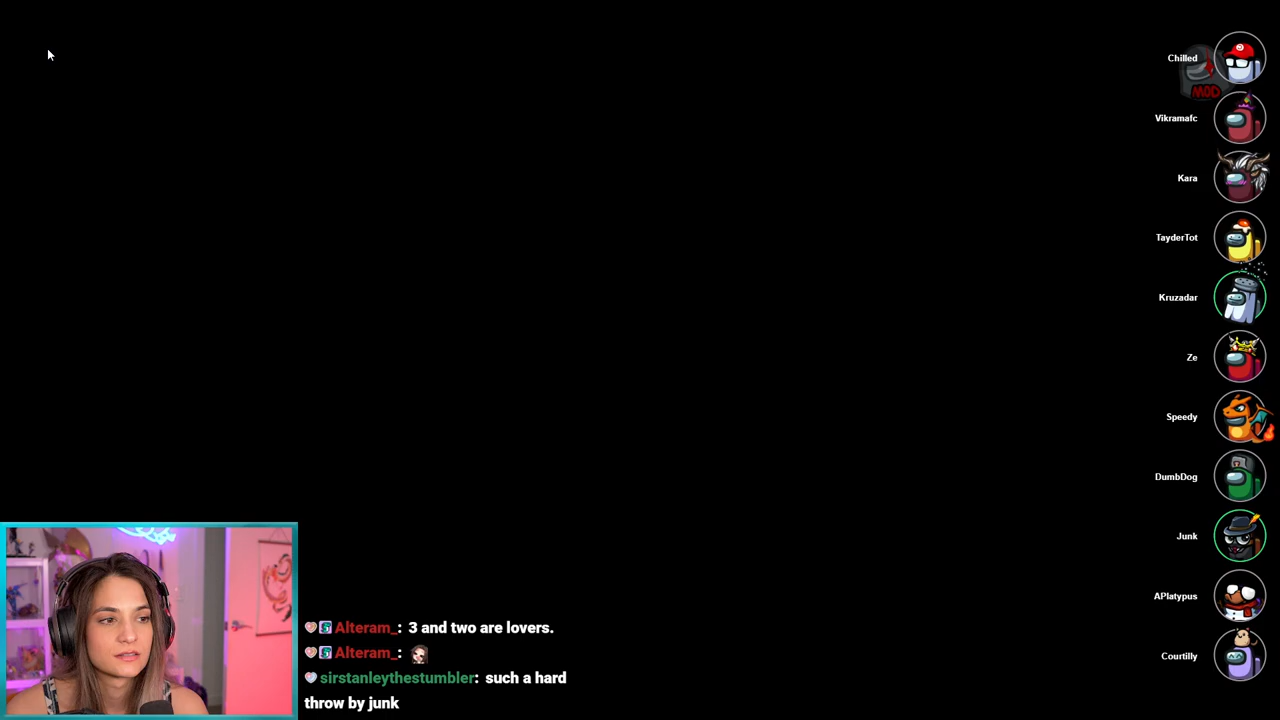 Chilled
MOD
Vikramafc
Kara
TayderTot
Kruzadar
Ze
Speedy
DumbDog
Junk
APlatypus
Courtilly
Alteram_: 3 and two are lovers.
Alteram_:
sirstanleythestumbler: such a hard
throw by junk